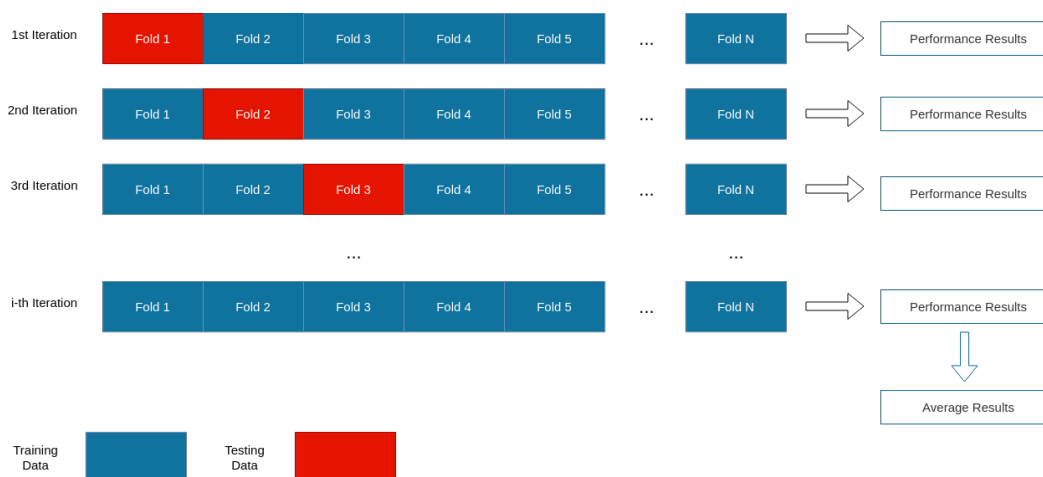 1st Iteration Fold 1 Fold 2 Fold 3 Fold 4 Fold 5 ... Fold N Performance Results
2nd Iteration Fold 1 Fold 2 Fold 3 Fold 4 Fold 5 ... Fold N Performance Results
3rd Iteration Fold 1 Fold 2 Fold 3 Fold 4 Fold 5 ... Fold N Performance Results
... ...
i-th Iteration Fold 1 Fold 2 Fold 3 Fold 4 Fold 5 ... Fold N Performance Results
Average Results
Training
Data
Testing
Data